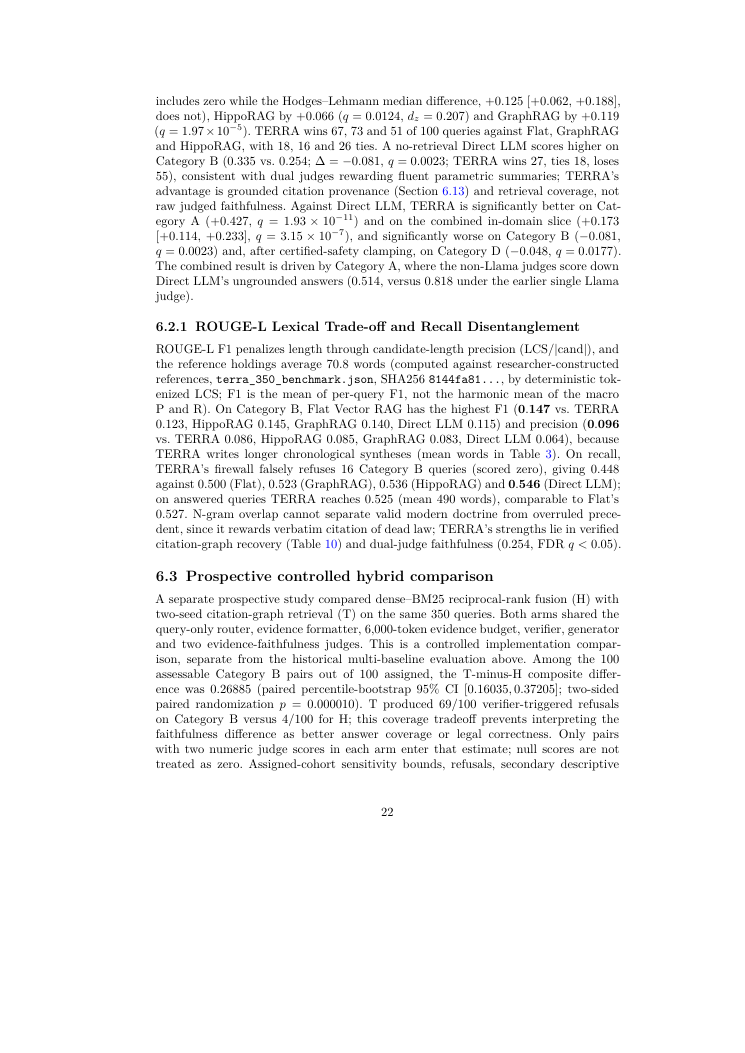 includes zero while the Hodges–Lehmann median difference, +0.125 [+0.062, +0.188],
does not), HippoRAG by +0.066 (q = 0.0124, d_z = 0.207) and GraphRAG by +0.119
(q = 1.97×10⁻⁵). TERRA wins 67, 73 and 51 of 100 queries against Flat, GraphRAG
and HippoRAG, with 18, 16 and 26 ties. A no-retrieval Direct LLM scores higher on
Category B (0.335 vs. 0.254; Δ = −0.081, q = 0.0023; TERRA wins 27, ties 18, loses
55), consistent with dual judges rewarding fluent parametric summaries; TERRA's
advantage is grounded citation provenance (Section 6.13) and retrieval coverage, not
raw judged faithfulness. Against Direct LLM, TERRA is significantly better on Cat-
egory A (+0.427, q = 1.93 × 10⁻¹¹) and on the combined in-domain slice (+0.173
[+0.114, +0.233], q = 3.15 × 10⁻⁷), and significantly worse on Category B (−0.081,
q = 0.0023) and, after certified-safety clamping, on Category D (−0.048, q = 0.0177).
The combined result is driven by Category A, where the non-Llama judges score down
Direct LLM's ungrounded answers (0.514, versus 0.818 under the earlier single Llama
judge).
6.2.1 ROUGE-L Lexical Trade-off and Recall Disentanglement
ROUGE-L F1 penalizes length through candidate-length precision (LCS/|cand|), and
the reference holdings average 70.8 words (computed against researcher-constructed
references, terra_350_benchmark.json, SHA256 8144fa81..., by deterministic tok-
enized LCS; F1 is the mean of per-query F1, not the harmonic mean of the macro
P and R). On Category B, Flat Vector RAG has the highest F1 (0.147 vs. TERRA
0.123, HippoRAG 0.145, GraphRAG 0.140, Direct LLM 0.115) and precision (0.096
vs. TERRA 0.086, HippoRAG 0.085, GraphRAG 0.083, Direct LLM 0.064), because
TERRA writes longer chronological syntheses (mean words in Table 3). On recall,
TERRA's firewall falsely refuses 16 Category B queries (scored zero), giving 0.448
against 0.500 (Flat), 0.523 (GraphRAG), 0.536 (HippoRAG) and 0.546 (Direct LLM);
on answered queries TERRA reaches 0.525 (mean 490 words), comparable to Flat's
0.527. N-gram overlap cannot separate valid modern doctrine from overruled prece-
dent, since it rewards verbatim citation of dead law; TERRA's strengths lie in verified
citation-graph recovery (Table 10) and dual-judge faithfulness (0.254, FDR q < 0.05).
6.3 Prospective controlled hybrid comparison
A separate prospective study compared dense–BM25 reciprocal-rank fusion (H) with
two-seed citation-graph retrieval (T) on the same 350 queries. Both arms shared the
query-only router, evidence formatter, 6,000-token evidence budget, verifier, generator
and two evidence-faithfulness judges. This is a controlled implementation compar-
ison, separate from the historical multi-baseline evaluation above. Among the 100
assessable Category B pairs out of 100 assigned, the T-minus-H composite differ-
ence was 0.26885 (paired percentile-bootstrap 95% CI [0.16035, 0.37205]; two-sided
paired randomization p = 0.000010). T produced 69/100 verifier-triggered refusals
on Category B versus 4/100 for H; this coverage tradeoff prevents interpreting the
faithfulness difference as better answer coverage or legal correctness. Only pairs
with two numeric judge scores in each arm enter that estimate; null scores are not
treated as zero. Assigned-cohort sensitivity bounds, refusals, secondary descriptive
22